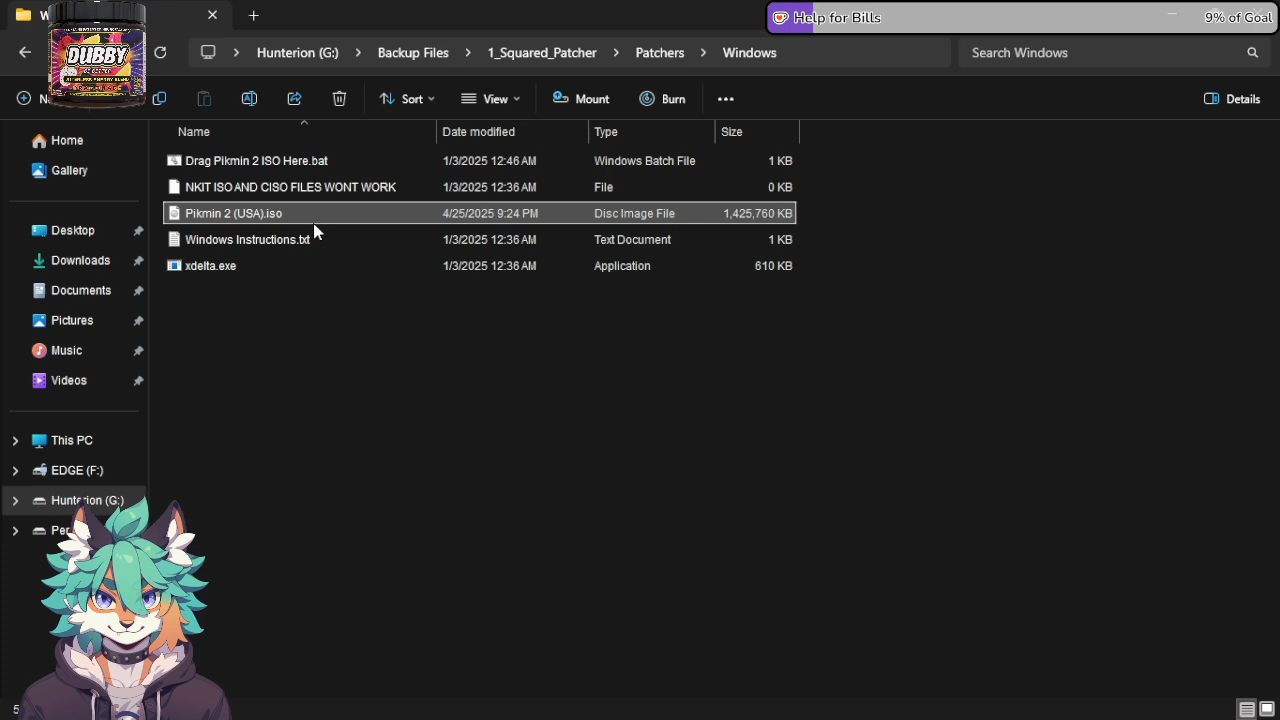 W
Help for Bills
9% of Goal
DUBBY
Hunterion (G:)
Backup Files
1_Squared_Patcher
Patchers
Windows
Search Windows
Sort
View
Mount
Burn
Details
Home
Gallery
Desktop
Downloads
Documents
Pictures
Music
Videos
This PC
EDGE (F:)
Hunterion (G:)
Per
Name
Date modified
Type
Size
Drag Pikmin 2 ISO Here.bat
1/3/2025 12:46 AM
Windows Batch File
1 KB
NKIT ISO AND CISO FILES WONT WORK
1/3/2025 12:36 AM
File
0 KB
Pikmin 2 (USA).iso
4/25/2025 9:24 PM
Disc Image File
1,425,760 KB
Windows Instructions.txt
1/3/2025 12:36 AM
Text Document
1 KB
xdelta.exe
1/3/2025 12:36 AM
Application
610 KB
5